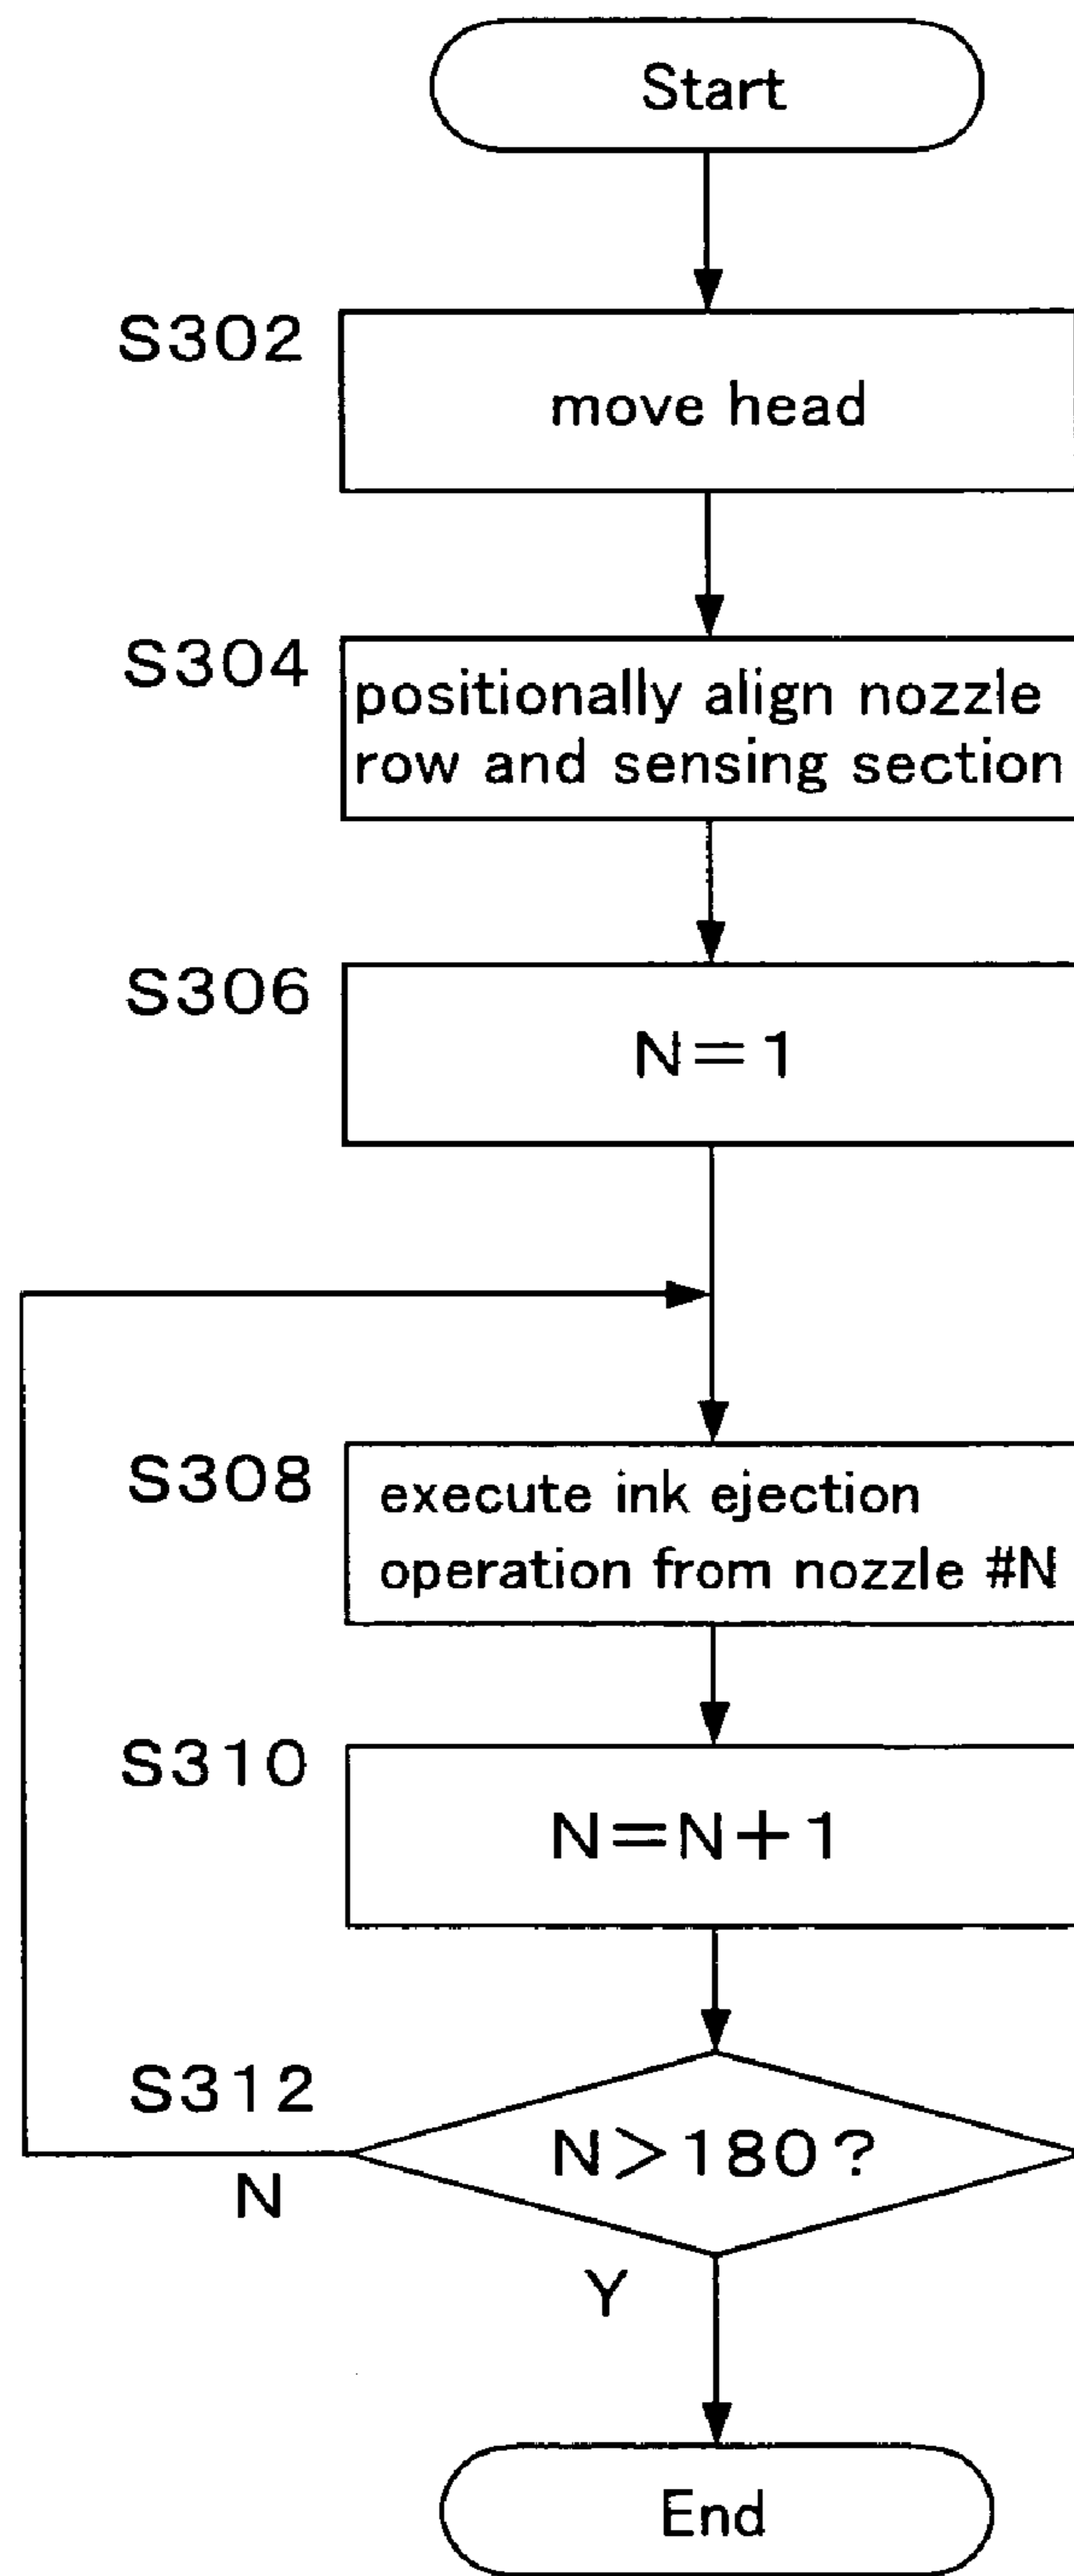 Start
S302
move head
S304
positionally align nozzle
row and sensing section
S306
N=1
S308
execute ink ejection
operation from nozzle #N
S310
N=N+1
S312
N>180?
N
Y
End